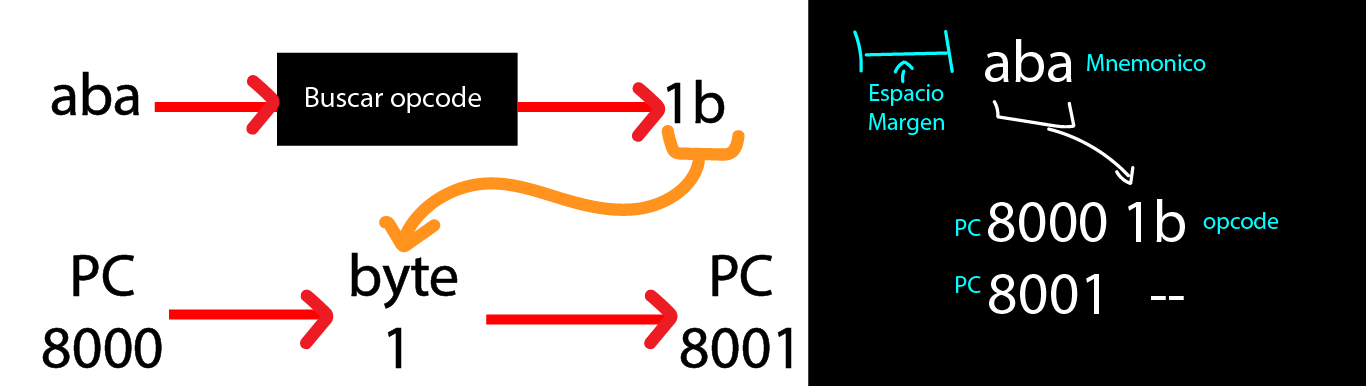 aba
Buscar opcode
1b
PC
byte
PC
8000
1
8001
aba Mnemonico
Espacio
Margen
PC 8000 1b opcode
PC 8001 --